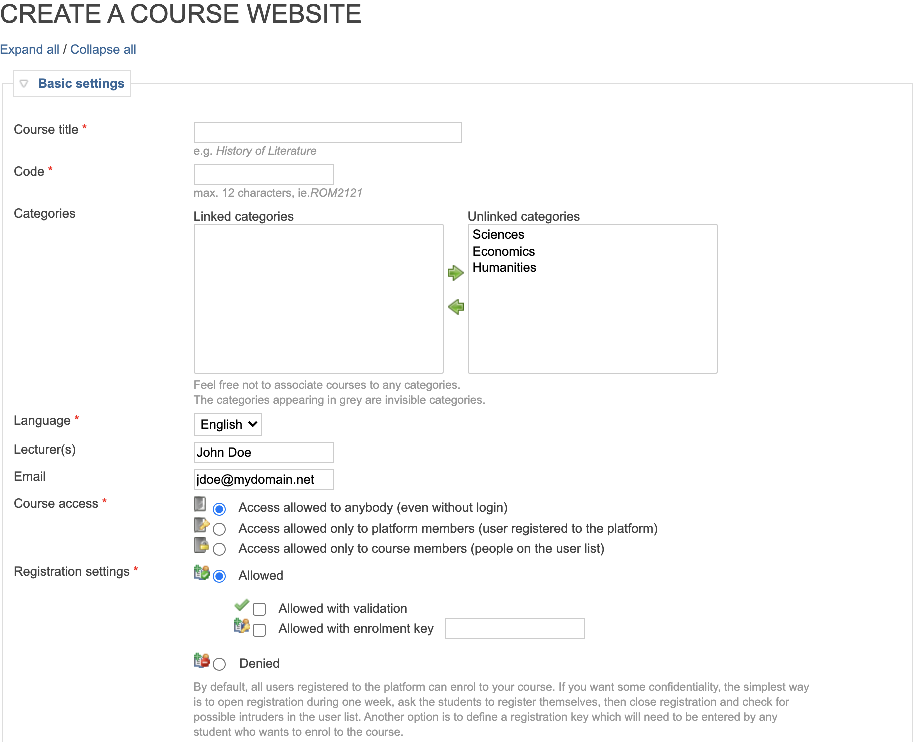 CREATE A COURSE WEBSITE
Expand all / Collapse all
Basic settings
Course title *
e.g. History of Literature
Code *
max. 12 characters, ie.ROM2121
Categories
Linked categories
Unlinked categories
Sciences
Economics
Humanities
Feel free not to associate courses to any categories.
The categories appearing in grey are invisible categories.
Language *
English
Lecturer(s)
John Doe
Email
jdoe@mydomain.net
Course access *
Access allowed to anybody (even without login)
Access allowed only to platform members (user registered to the platform)
Access allowed only to course members (people on the user list)
Registration settings *
Allowed
Allowed with validation
Allowed with enrolment key
Denied
By default, all users registered to the platform can enrol to your course. If you want some confidentiality, the simplest way
is to open registration during one week, ask the students to register themselves, then close registration and check for
possible intruders in the user list. Another option is to define a registration key which will need to be entered by any
student who wants to enrol to the course.